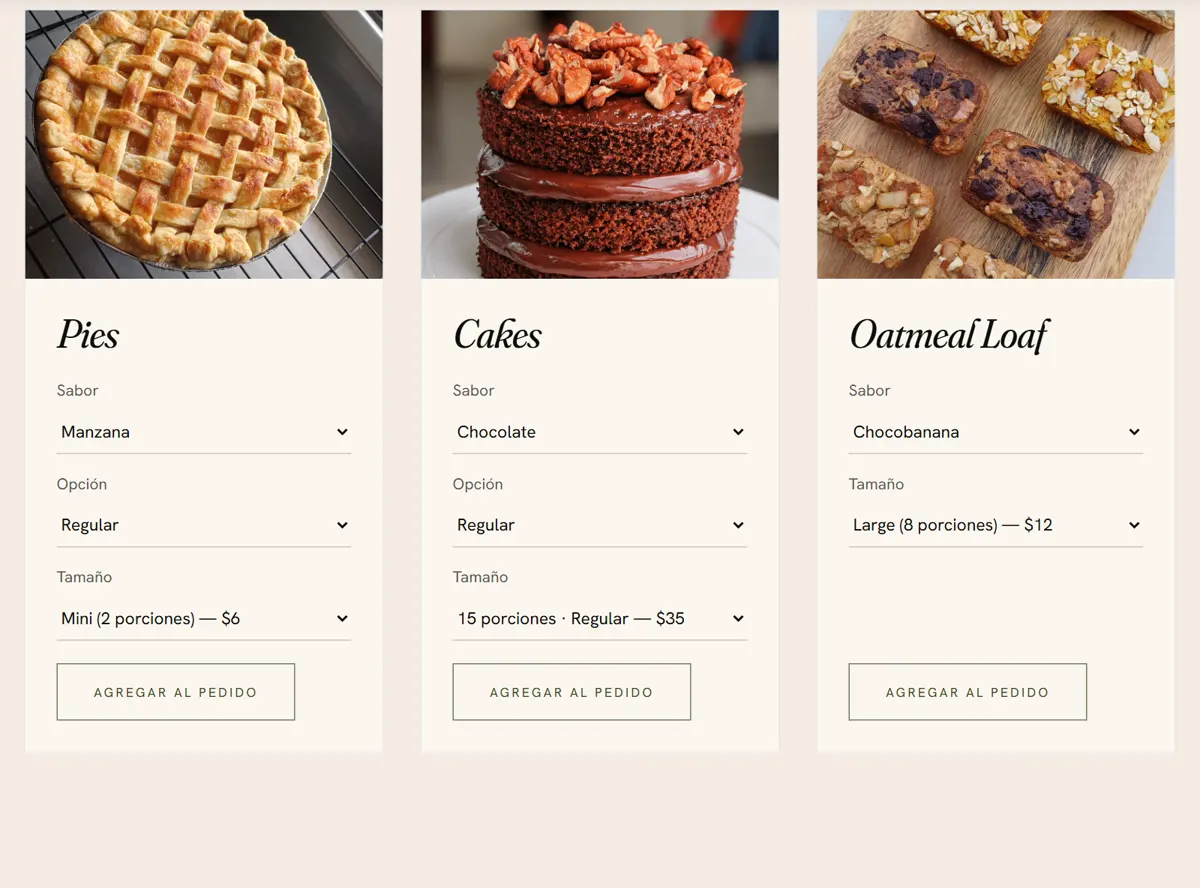 Pies
Sabor
Manzana
Opción
Regular
Tamaño
Mini (2 porciones) — $6
AGREGAR AL PEDIDO
Cakes
Sabor
Chocolate
Opción
Regular
Tamaño
15 porciones · Regular — $35
AGREGAR AL PEDIDO
Oatmeal Loaf
Sabor
Chocobanana
Tamaño
Large (8 porciones) — $12
AGREGAR AL PEDIDO